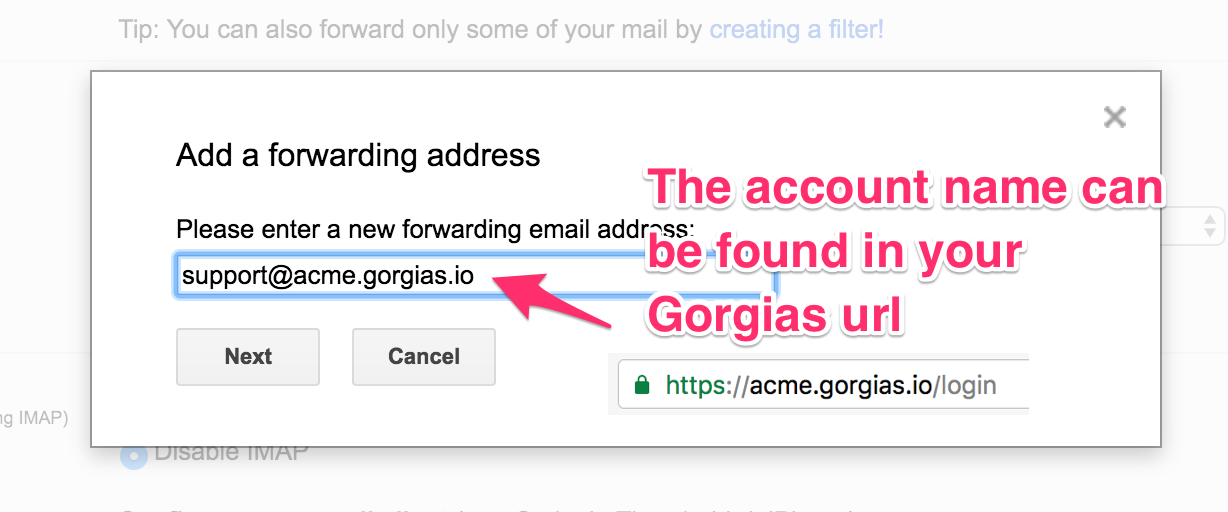 Tip: You can also forward only some of your mail by creating a filter!
Add a forwarding address
The account name can
be found in your
Gorgias url
Please enter a new forwarding email address:
support@acme.gorgias.io
Next
Cancel
https://acme.gorgias.io/login
ng IMAP)
Disable IMAP